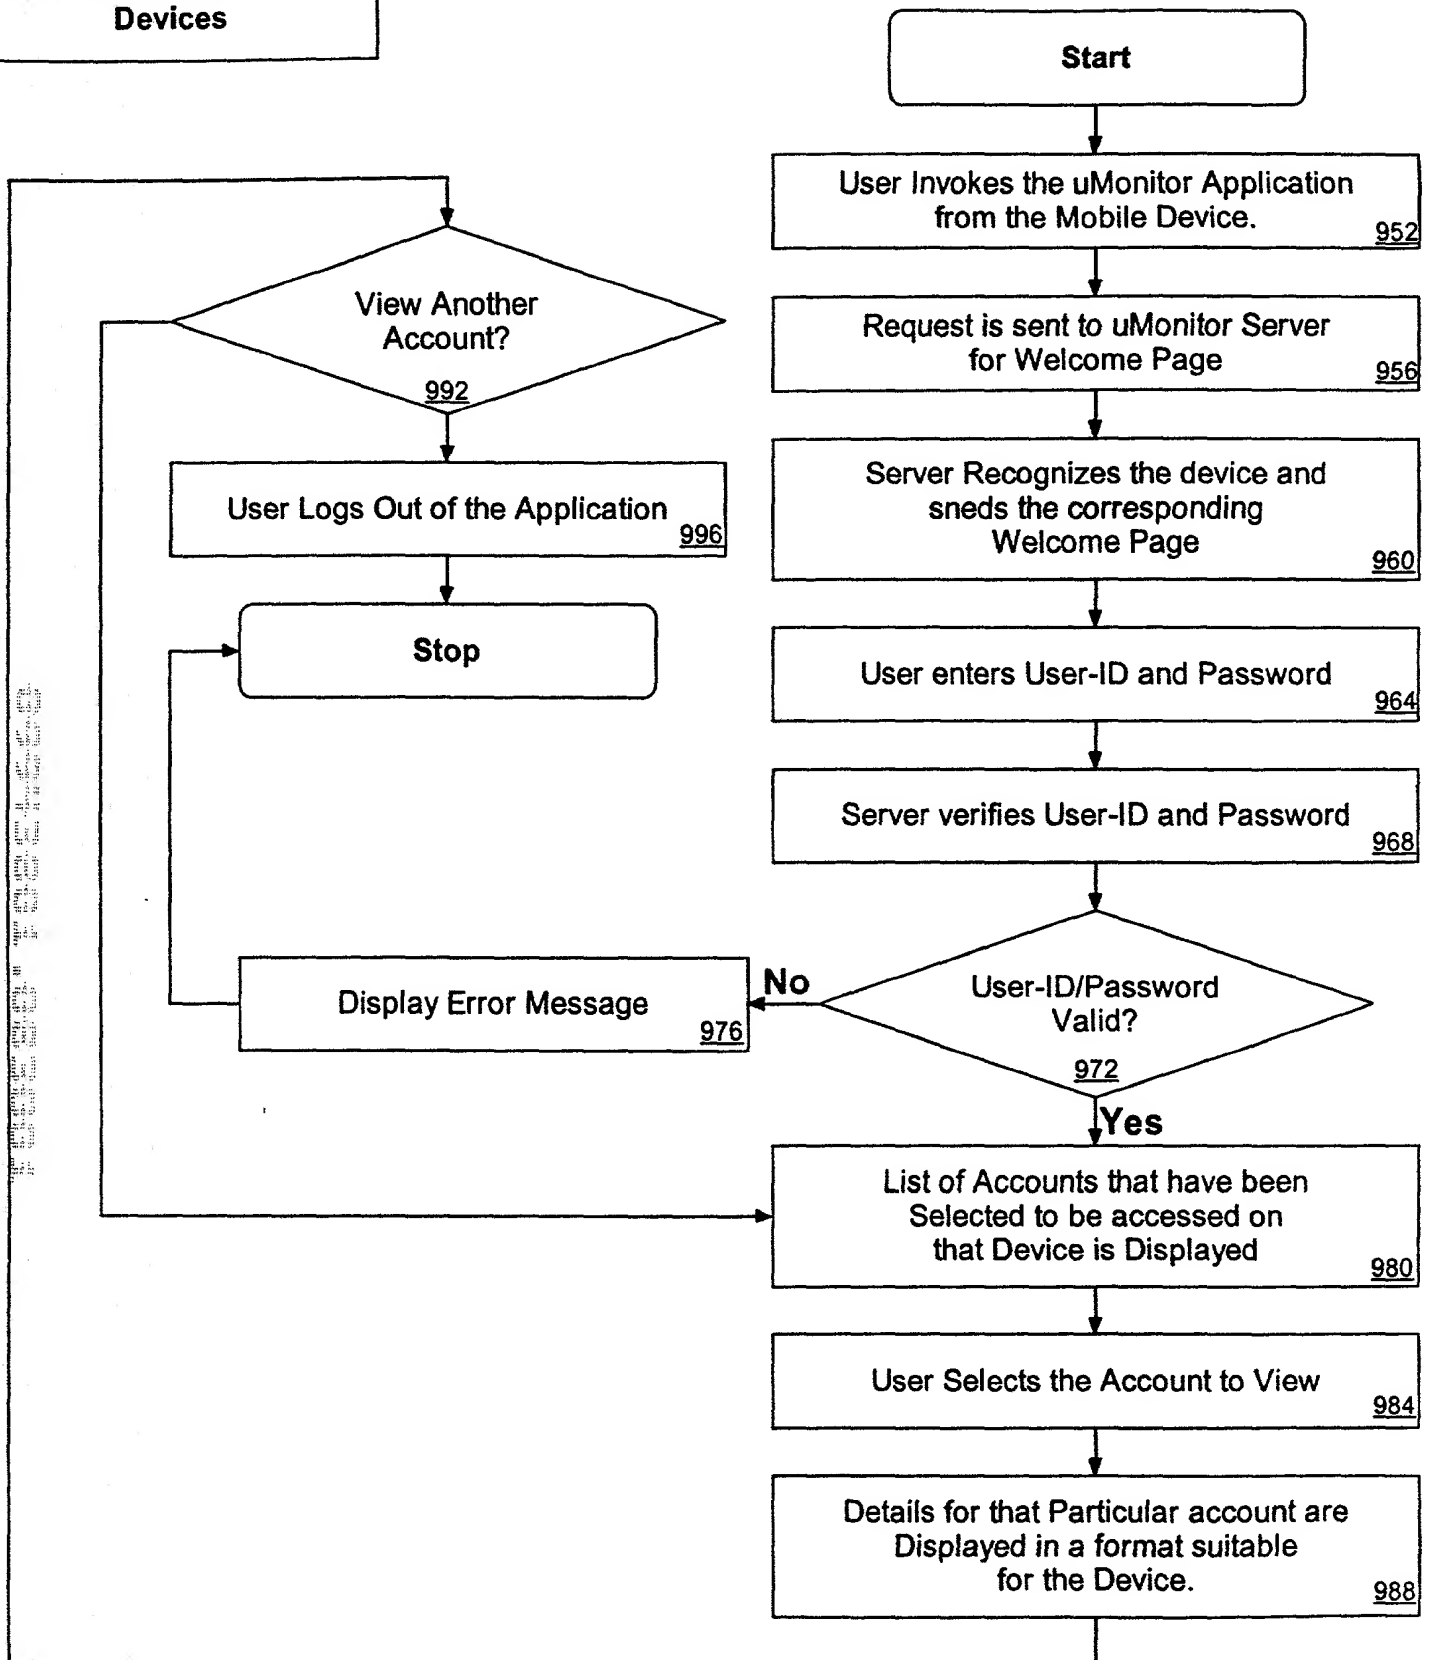 Devices
Start
User Invokes the uMonitor Application
from the Mobile Device.
952
Request is sent to uMonitor Server
for Welcome Page
956
Server Recognizes the device and
sneds the corresponding
Welcome Page
960
User enters User-ID and Password
964
Server verifies User-ID and Password
968
User-ID/Password
Valid?
972
No
Yes
Display Error Message
976
List of Accounts that have been
Selected to be accessed on
that Device is Displayed
980
User Selects the Account to View
984
Details for that Particular account are
Displayed in a format suitable
for the Device.
988
View Another
Account?
992
User Logs Out of the Application
996
Stop